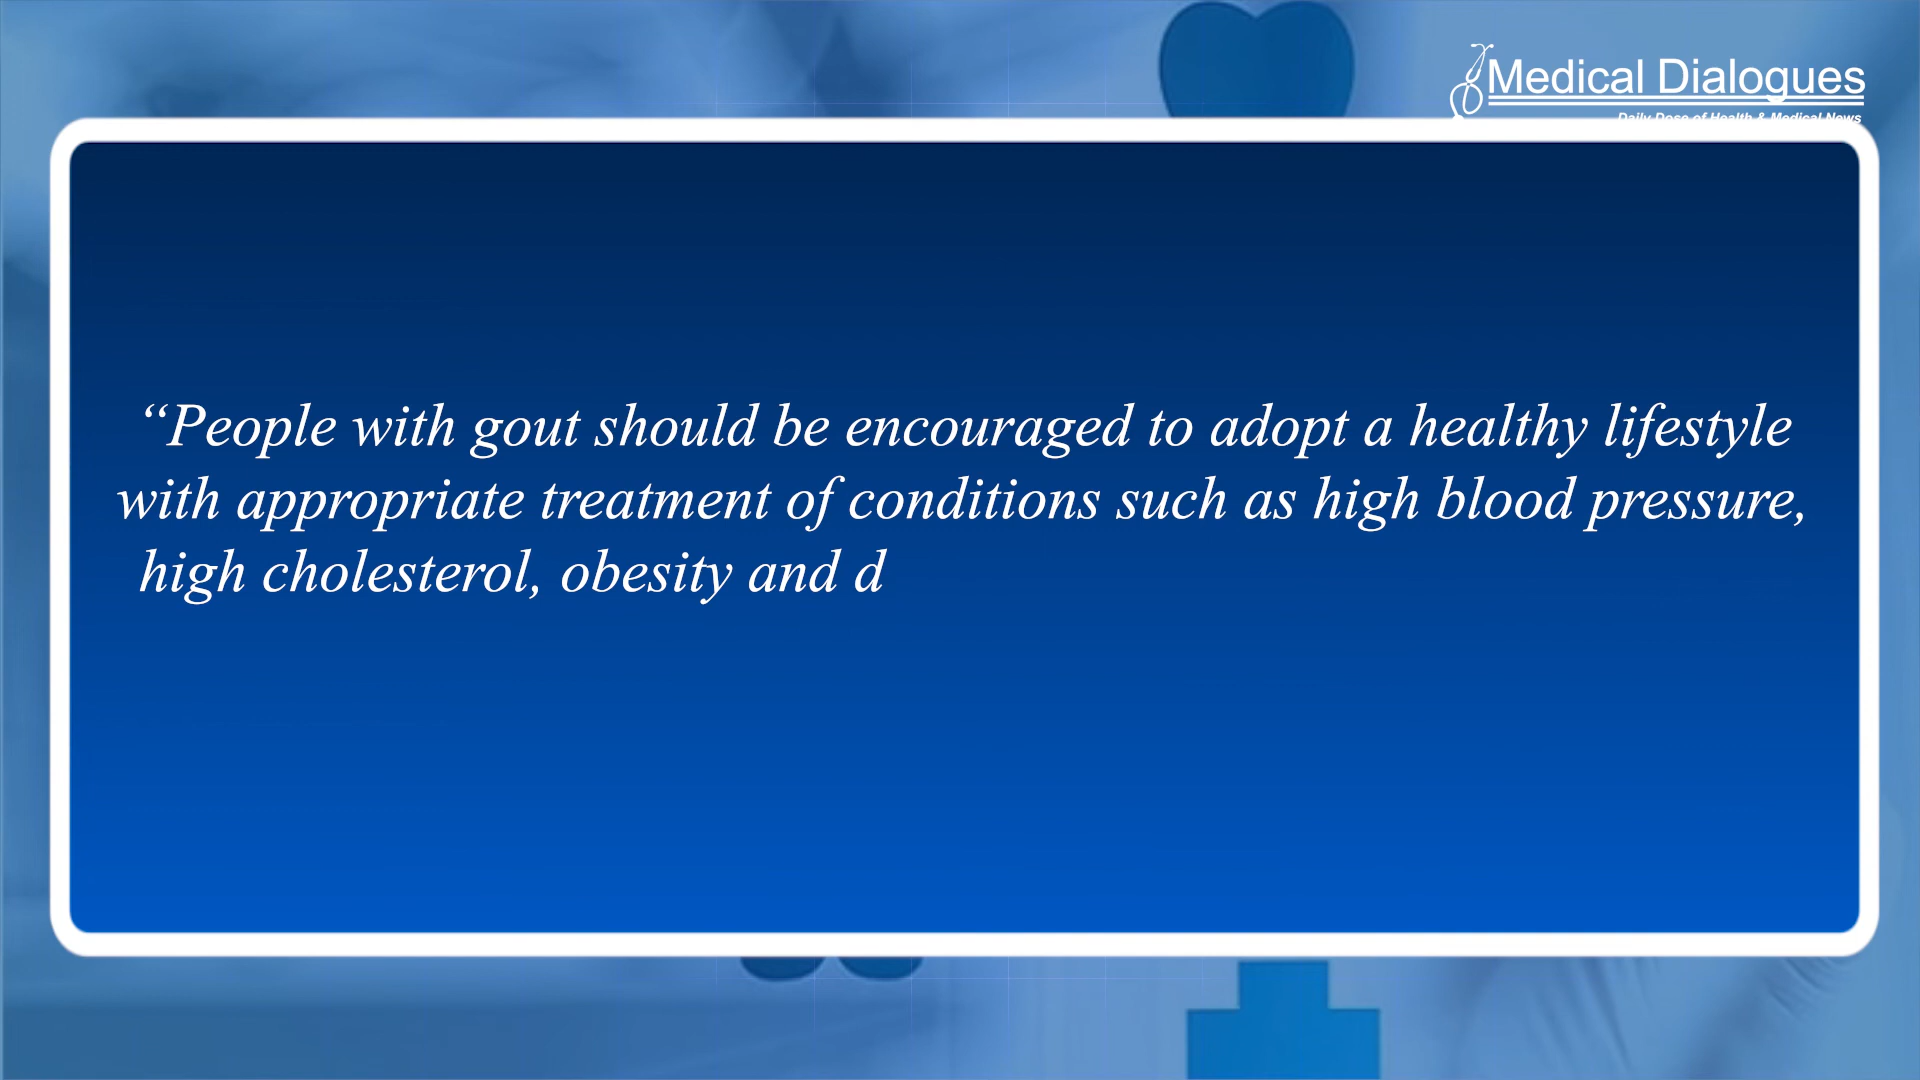 Medical Dialogues
Daily Dose of Health & Medical News
“People with gout should be encouraged to adopt a healthy lifestyle
with appropriate treatment of conditions such as high blood pressure,
high cholesterol, obesity and d